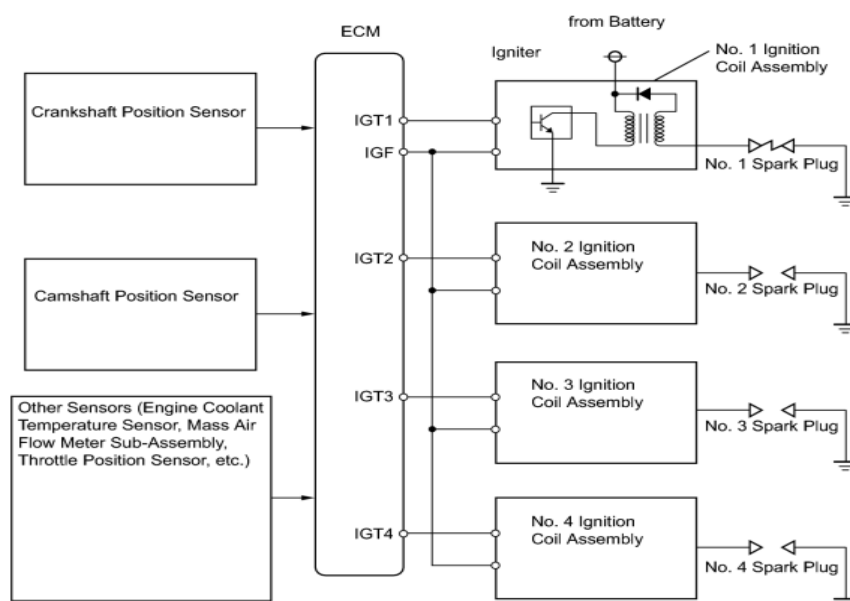 ECM
from Battery
Igniter
No. 1 Ignition
Coil Assembly
Crankshaft Position Sensor
IGT1
IGF
No. 1 Spark Plug
Camshaft Position Sensor
IGT2
No. 2 Ignition
Coil Assembly
No. 2 Spark Plug
Other Sensors (Engine Coolant
Temperature Sensor, Mass Air
Flow Meter Sub-Assembly,
Throttle Position Sensor, etc.)
IGT3
No. 3 Ignition
Coil Assembly
No. 3 Spark Plug
IGT4
No. 4 Ignition
Coil Assembly
No. 4 Spark Plug